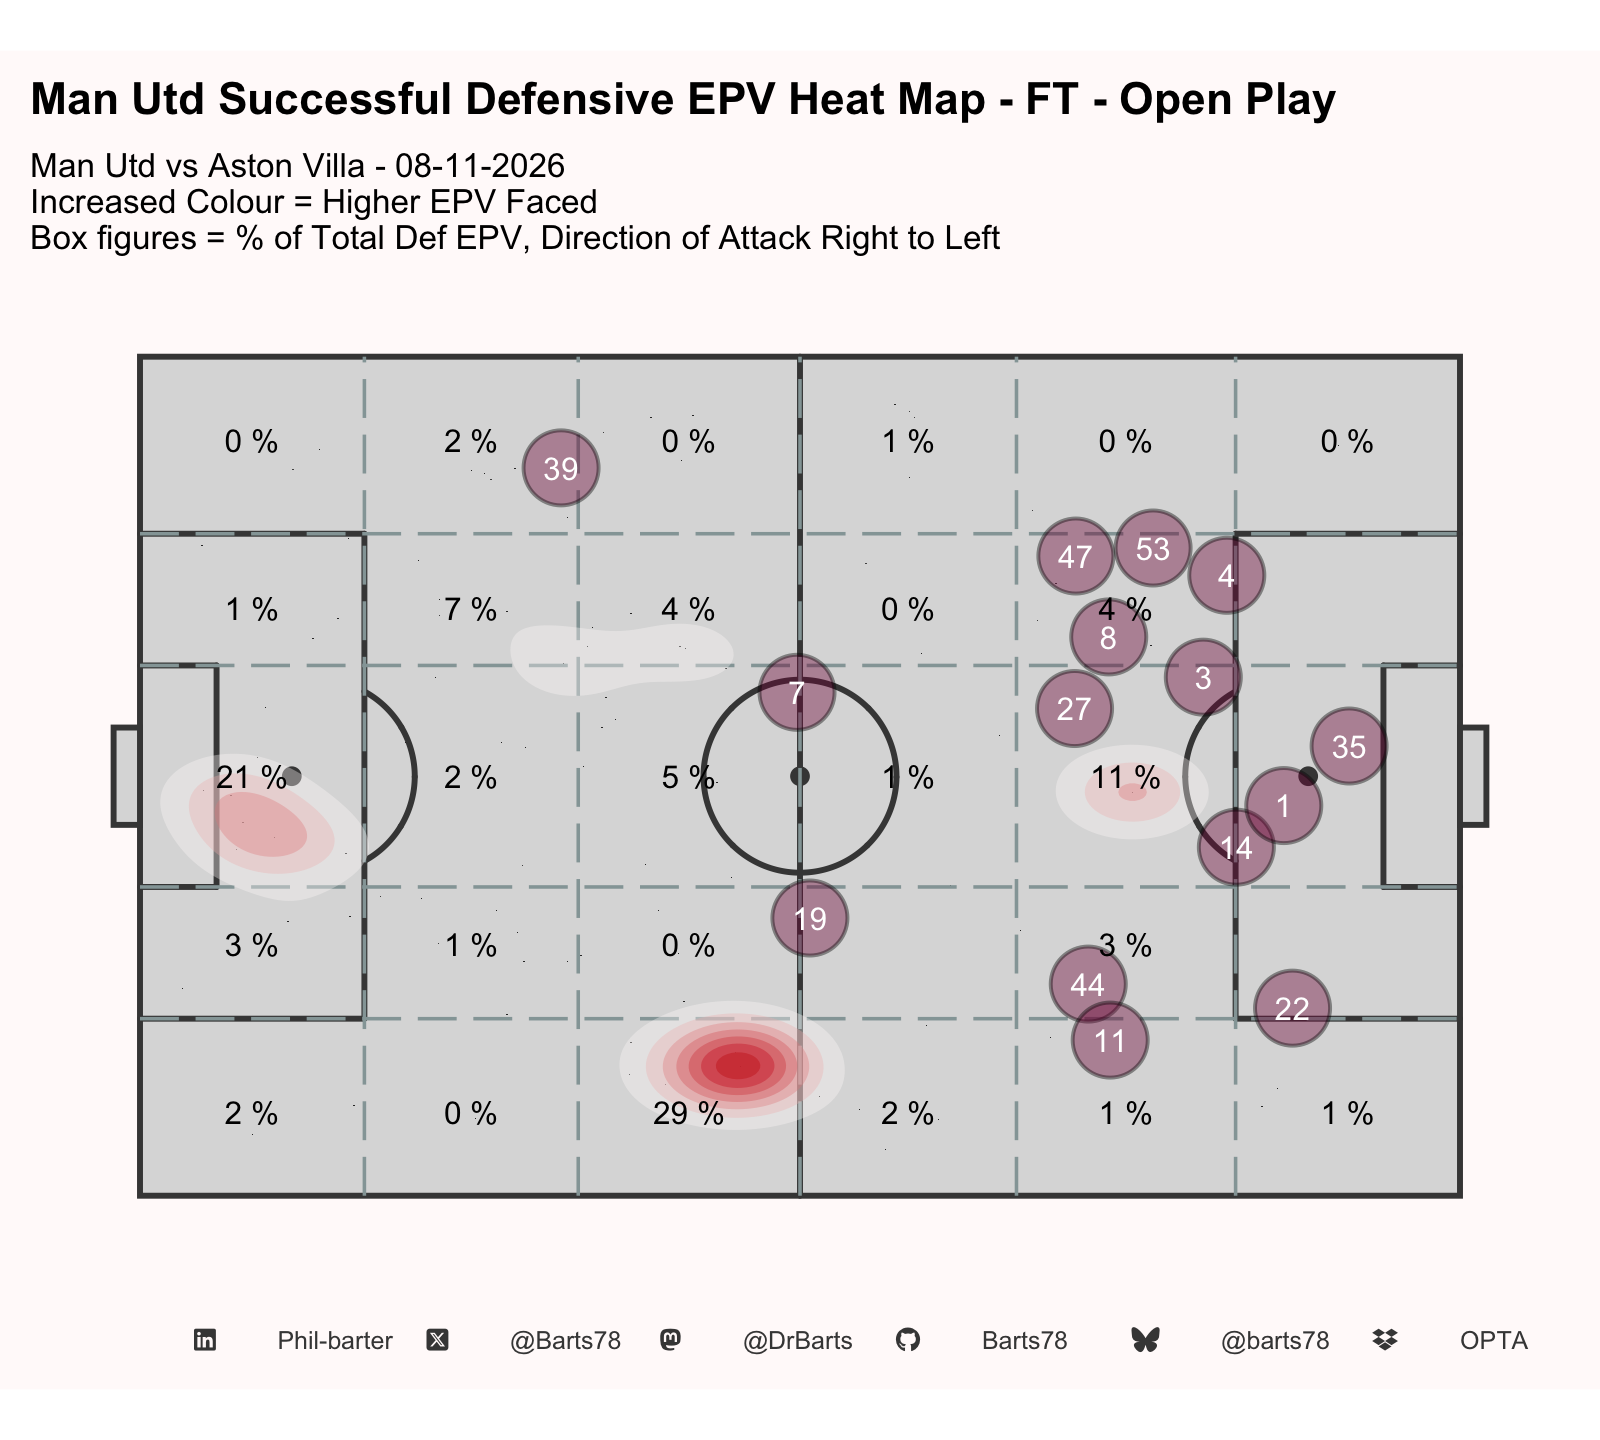 Man Utd Successful Defensive EPV Heat Map - FT - Open Play
Man Utd vs Aston Villa - 08-11-2026
Increased Colour = Higher EPV Faced
Box figures = % of Total Def EPV, Direction of Attack Right to Left
0 % 2 % 0 % 1 % 0 % 0 %
39
47 53 4
1 % 7 % 4 % 0 % 4 %
8
7 27 3
35
21 % 2 % 5 % 1 % 11 %
1
14
19
3 % 1 % 0 % 3 %
44 22
11
2 % 0 % 29 % 2 % 1 % 1 %
in Phil-barter X @Barts78 m @DrBarts Barts78 @barts78 OPTA